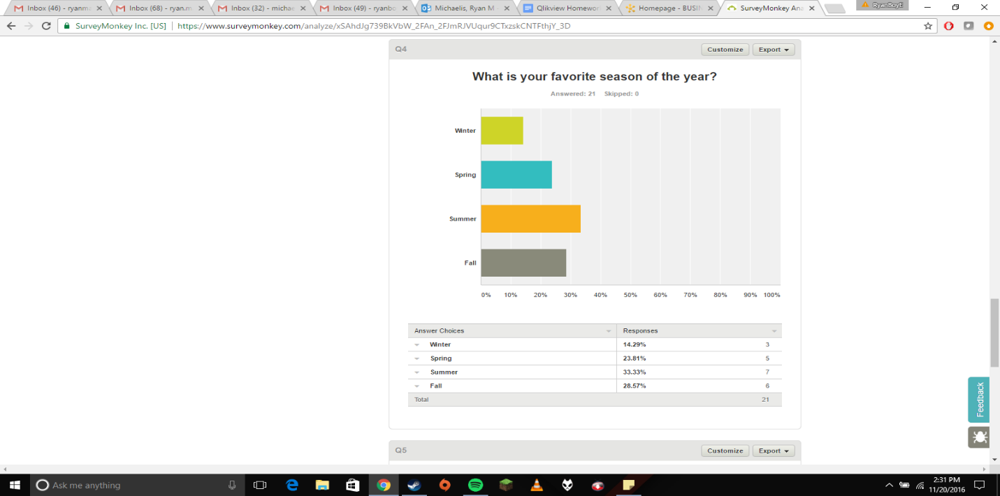 Inbox (46) - ryanma
Inbox (68) - ryan.m
Inbox (32) - michae
Inbox (49) - ryanbo
Michaelis, Ryan M
Qlikview Homewor
Homepage - BUSIN
SurveyMonkey Ana
RyanBoyE
SurveyMonkey Inc. [US] https://www.surveymonkey.com/analyze/xSAhdJg739BkVbW_2FAn_2FJmRJVUqur9CTxzskCNTFthjY_3D
Q4 Customize Export
What is your favorite season of the year?
Answered: 21 Skipped: 0
Winter
Spring
Summer
Fall
0% 10% 20% 30% 40% 50% 60% 70% 80% 90% 100%
Answer Choices Responses
Winter 14.29% 3
Spring 23.81% 5
Summer 33.33% 7
Fall 28.57% 6
Total 21
Feedback
Q5 Customize Export
Ask me anything
2:31 PM
11/20/2016